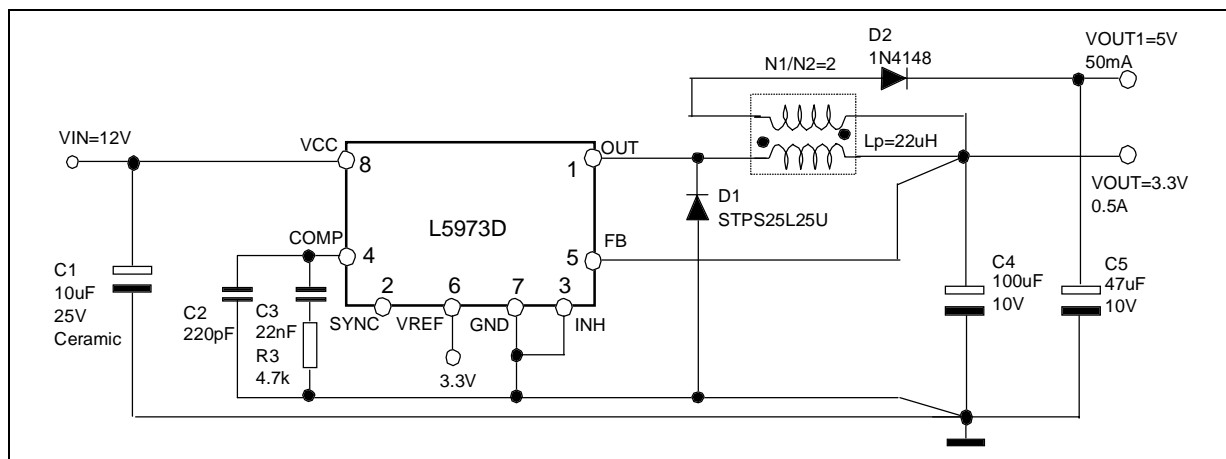 D2
1N4148
VOUT1=5V
50mA
N1/N2=2
VIN=12V
VCC
8
OUT
1
Lp=22uH
VOUT=3.3V
0.5A
D1
STPS25L25U
L5973D
COMP
4
FB
5
C1
10uF
25V
Ceramic
C2
220pF
C3
22nF
R3
4.7k
2
SYNC
6
VREF
7
GND
3
INH
3.3V
C4
100uF
10V
C5
47uF
10V